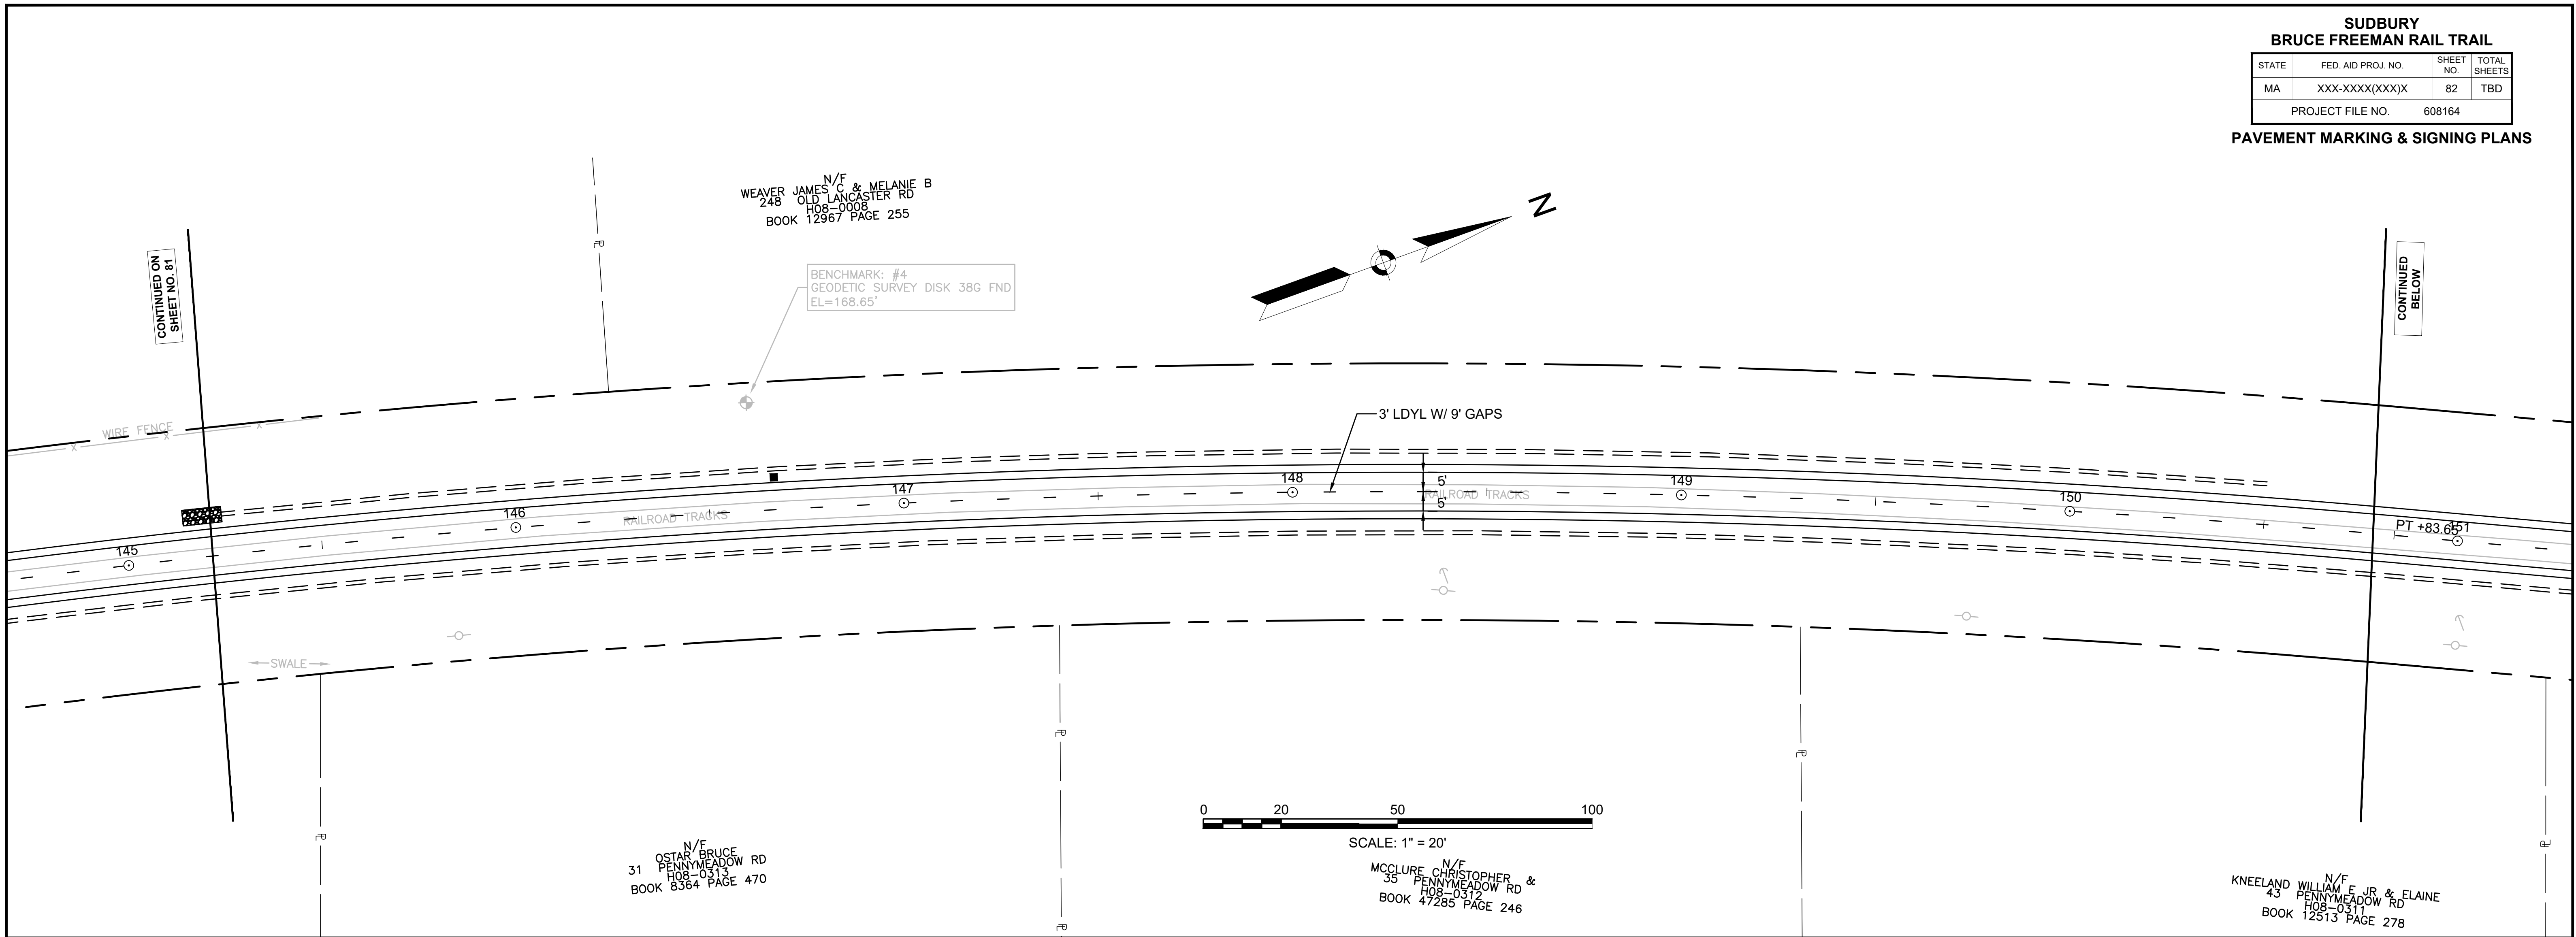 SUDBURY
BRUCE FREEMAN RAIL TRAIL
STATE FED. AID PROJ. NO. SHEET NO. TOTAL SHEETS
MA XXX-XXXX(XXX)X 82 TBD
PROJECT FILE NO. 608164
PAVEMENT MARKING & SIGNING PLANS
N/F
WEAVER JAMES C & MELANIE B
248 OLD LANCASTER RD
H08-0008
BOOK 12967 PAGE 255
N
CONTINUED ON
SHEET NO. 81
CONTINUED
BELOW
BENCHMARK: #4
GEODETIC SURVEY DISK 38G FND
EL=168.65'
PL
WIRE FENCE
X X X
3' LDYL W/ 9' GAPS
145
146
147
148
149
150
151
PT +83.65
RAILROAD TRACKS
RAILROAD TRACKS
5'
5'
SWALE
PL
PL
PL
PL
PL
0 20 50 100
SCALE: 1" = 20'
N/F
OSTAR BRUCE
31 PENNYMEADOW RD
H08-0313
BOOK 8364 PAGE 470
N/F
MCCLURE CHRISTOPHER &
35 PENNYMEADOW RD
H08-0312
BOOK 47285 PAGE 246
N/F
KNEELAND WILLIAM E JR & ELAINE
43 PENNYMEADOW RD
H08-0311
BOOK 12513 PAGE 278